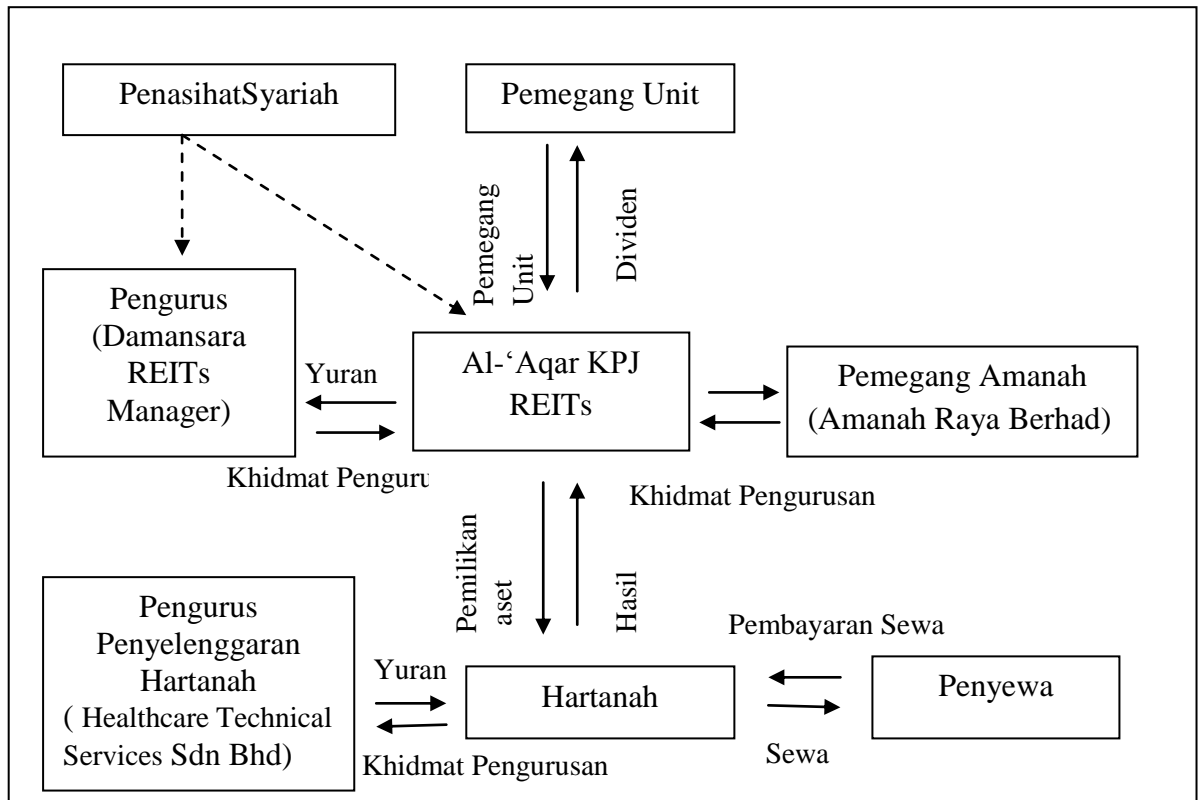 PenasihatSyariah
Pemegang Unit
Pemegang
Unit
Dividen
Pengurus
(Damansara
REITs
Manager)
Yuran
Al-‘Aqar KPJ
REITs
Pemegang Amanah
(Amanah Raya Berhad)
Khidmat Penguru
Khidmat Pengurusan
Pemilikan
aset
Hasil
Pengurus
Penyelenggaran
Hartanah
( Healthcare Technical
Services Sdn Bhd)
Yuran
Khidmat Pengurusan
Hartanah
Pembayaran Sewa
Sewa
Penyewa